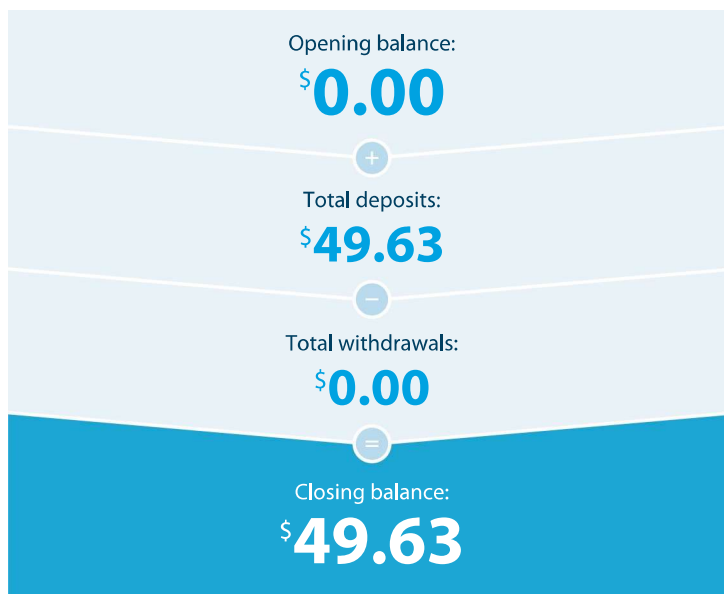 Opening balance:
$0.00
+
Total deposits:
$49.63
−
Total withdrawals:
$0.00
=
Closing balance:
$49.63